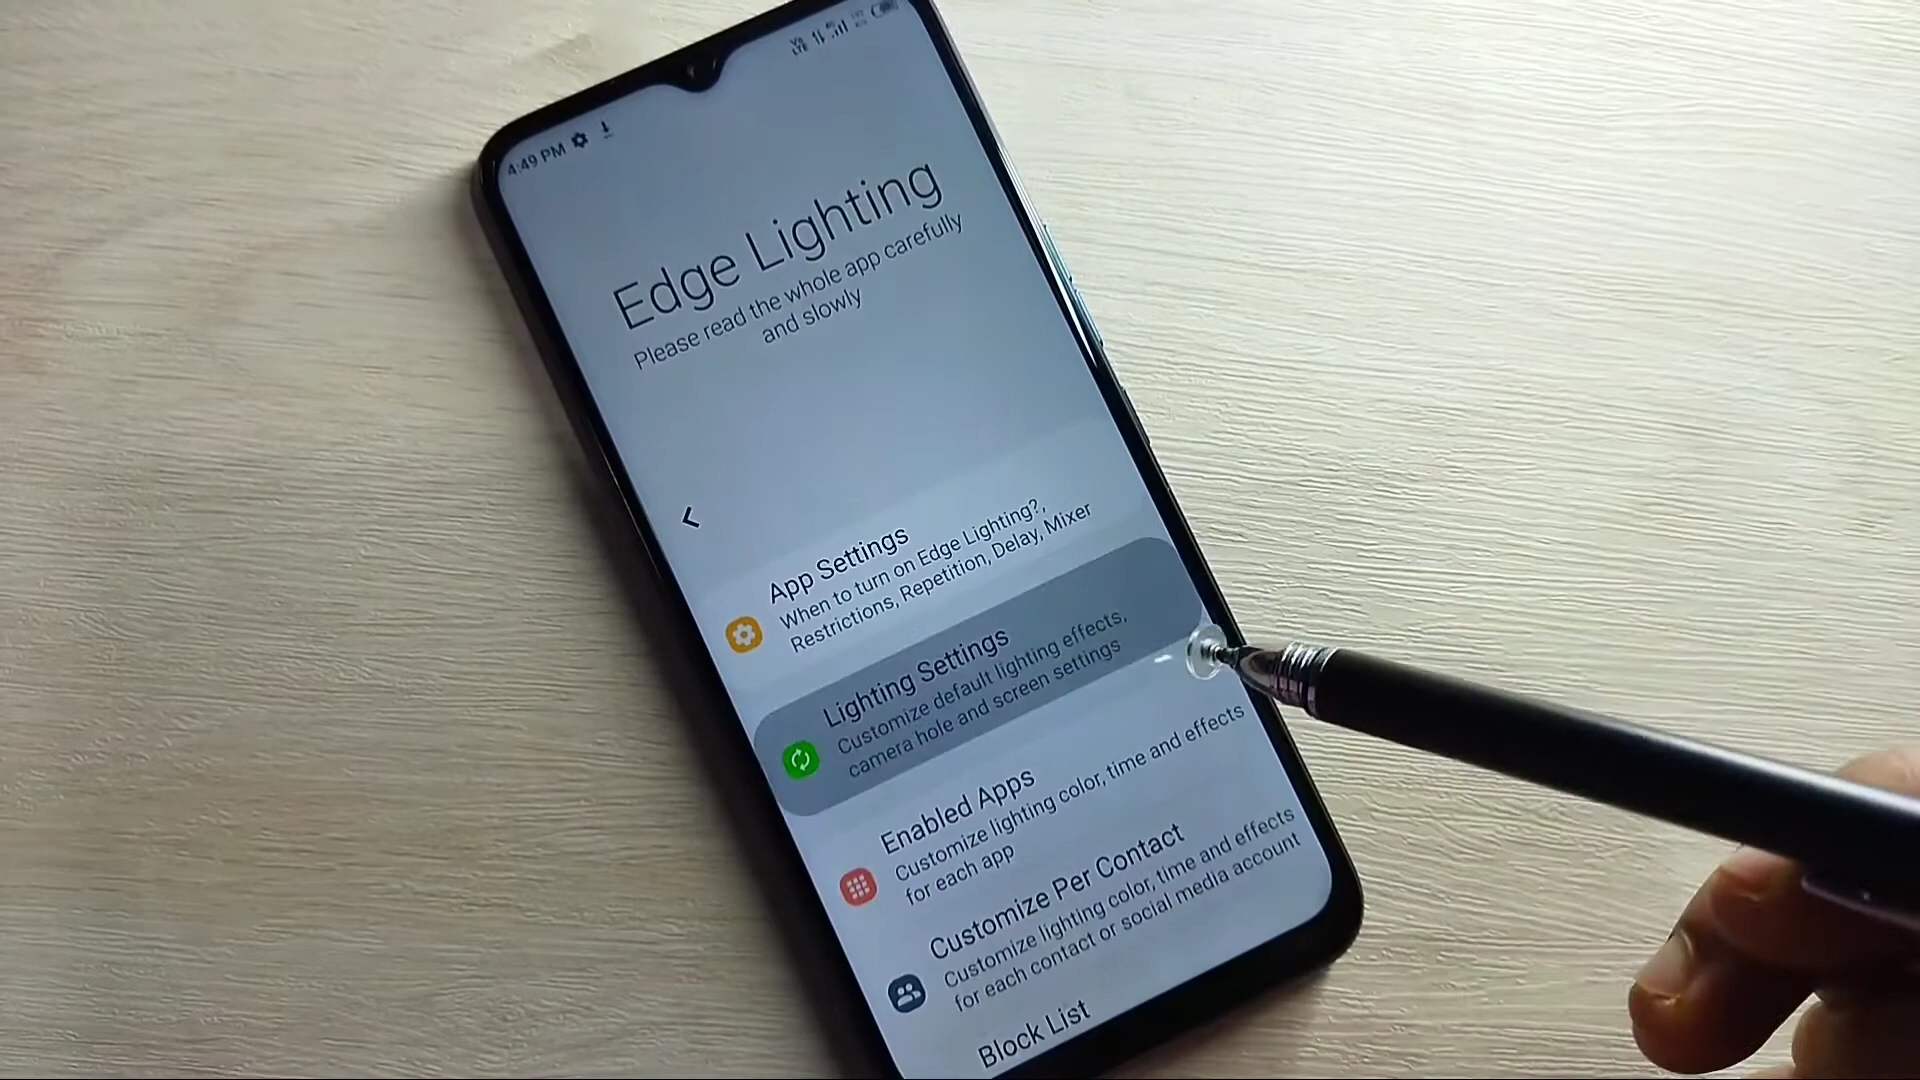 4:49 PM
Vo
LTE
4G
Edge Lighting
Please read the whole app carefully
and slowly
App Settings
When to turn on Edge Lighting?,
Restrictions, Repetition, Delay, Mixer
Lighting Settings
Customize default lighting effects,
camera hole and screen settings
Enabled Apps
Customize lighting color, time and effects
for each app
Customize Per Contact
Customize lighting color, time and effects
for each contact or social media account
Block List